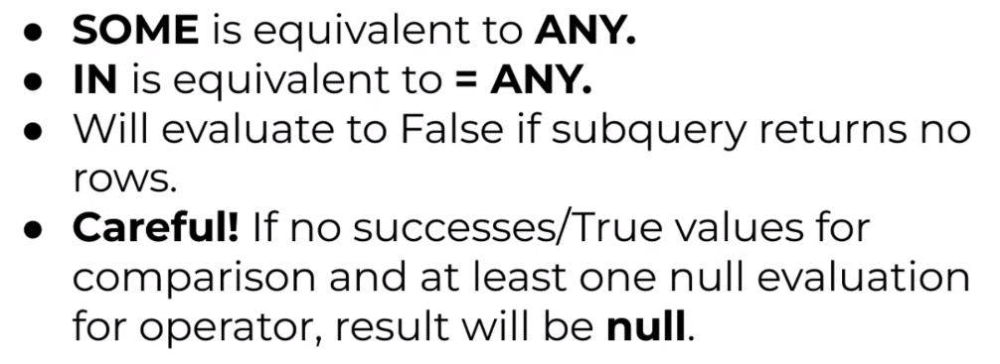 ● SOME is equivalent to ANY.
● IN is equivalent to = ANY.
● Will evaluate to False if subquery returns no
rows.
● Careful! If no successes/True values for
comparison and at least one null evaluation
for operator, result will be null.